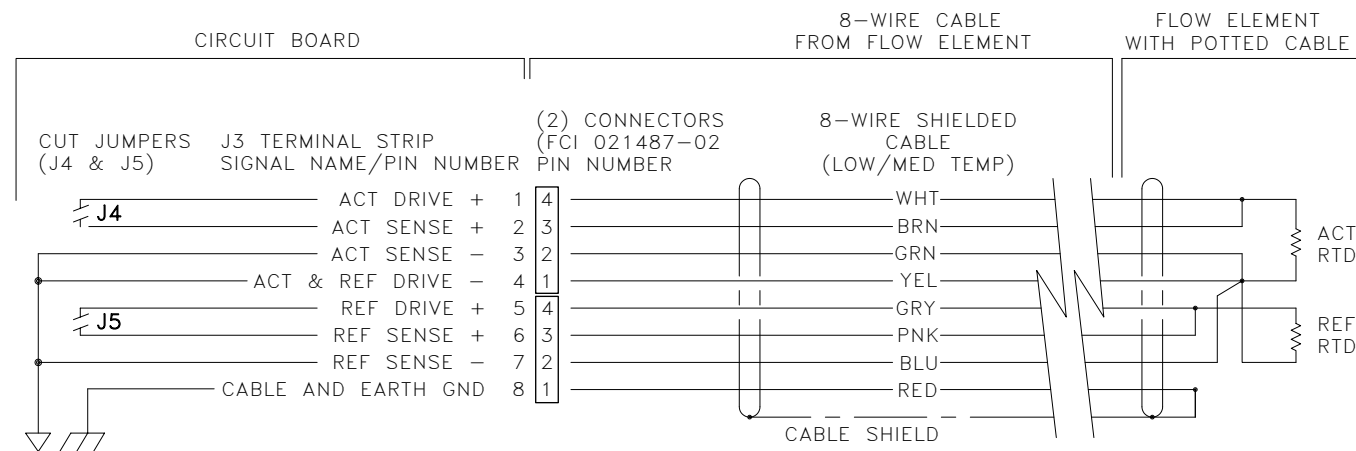 CIRCUIT BOARD
8-WIRE CABLE
FROM FLOW ELEMENT
FLOW ELEMENT
WITH POTTED CABLE
CUT JUMPERS
(J4 & J5)
J3 TERMINAL STRIP
SIGNAL NAME/PIN NUMBER
(2) CONNECTORS
(FCI 021487-02
PIN NUMBER
8-WIRE SHIELDED
CABLE
(LOW/MED TEMP)
J4
ACT DRIVE + 1 4 WHT
ACT SENSE + 2 3 BRN
ACT SENSE - 3 2 GRN
ACT & REF DRIVE - 4 1 YEL
ACT
RTD
J5
REF DRIVE + 5 4 GRY
REF SENSE + 6 3 PNK
REF SENSE - 7 2 BLU
CABLE AND EARTH GND 8 1 RED
REF
RTD
CABLE SHIELD